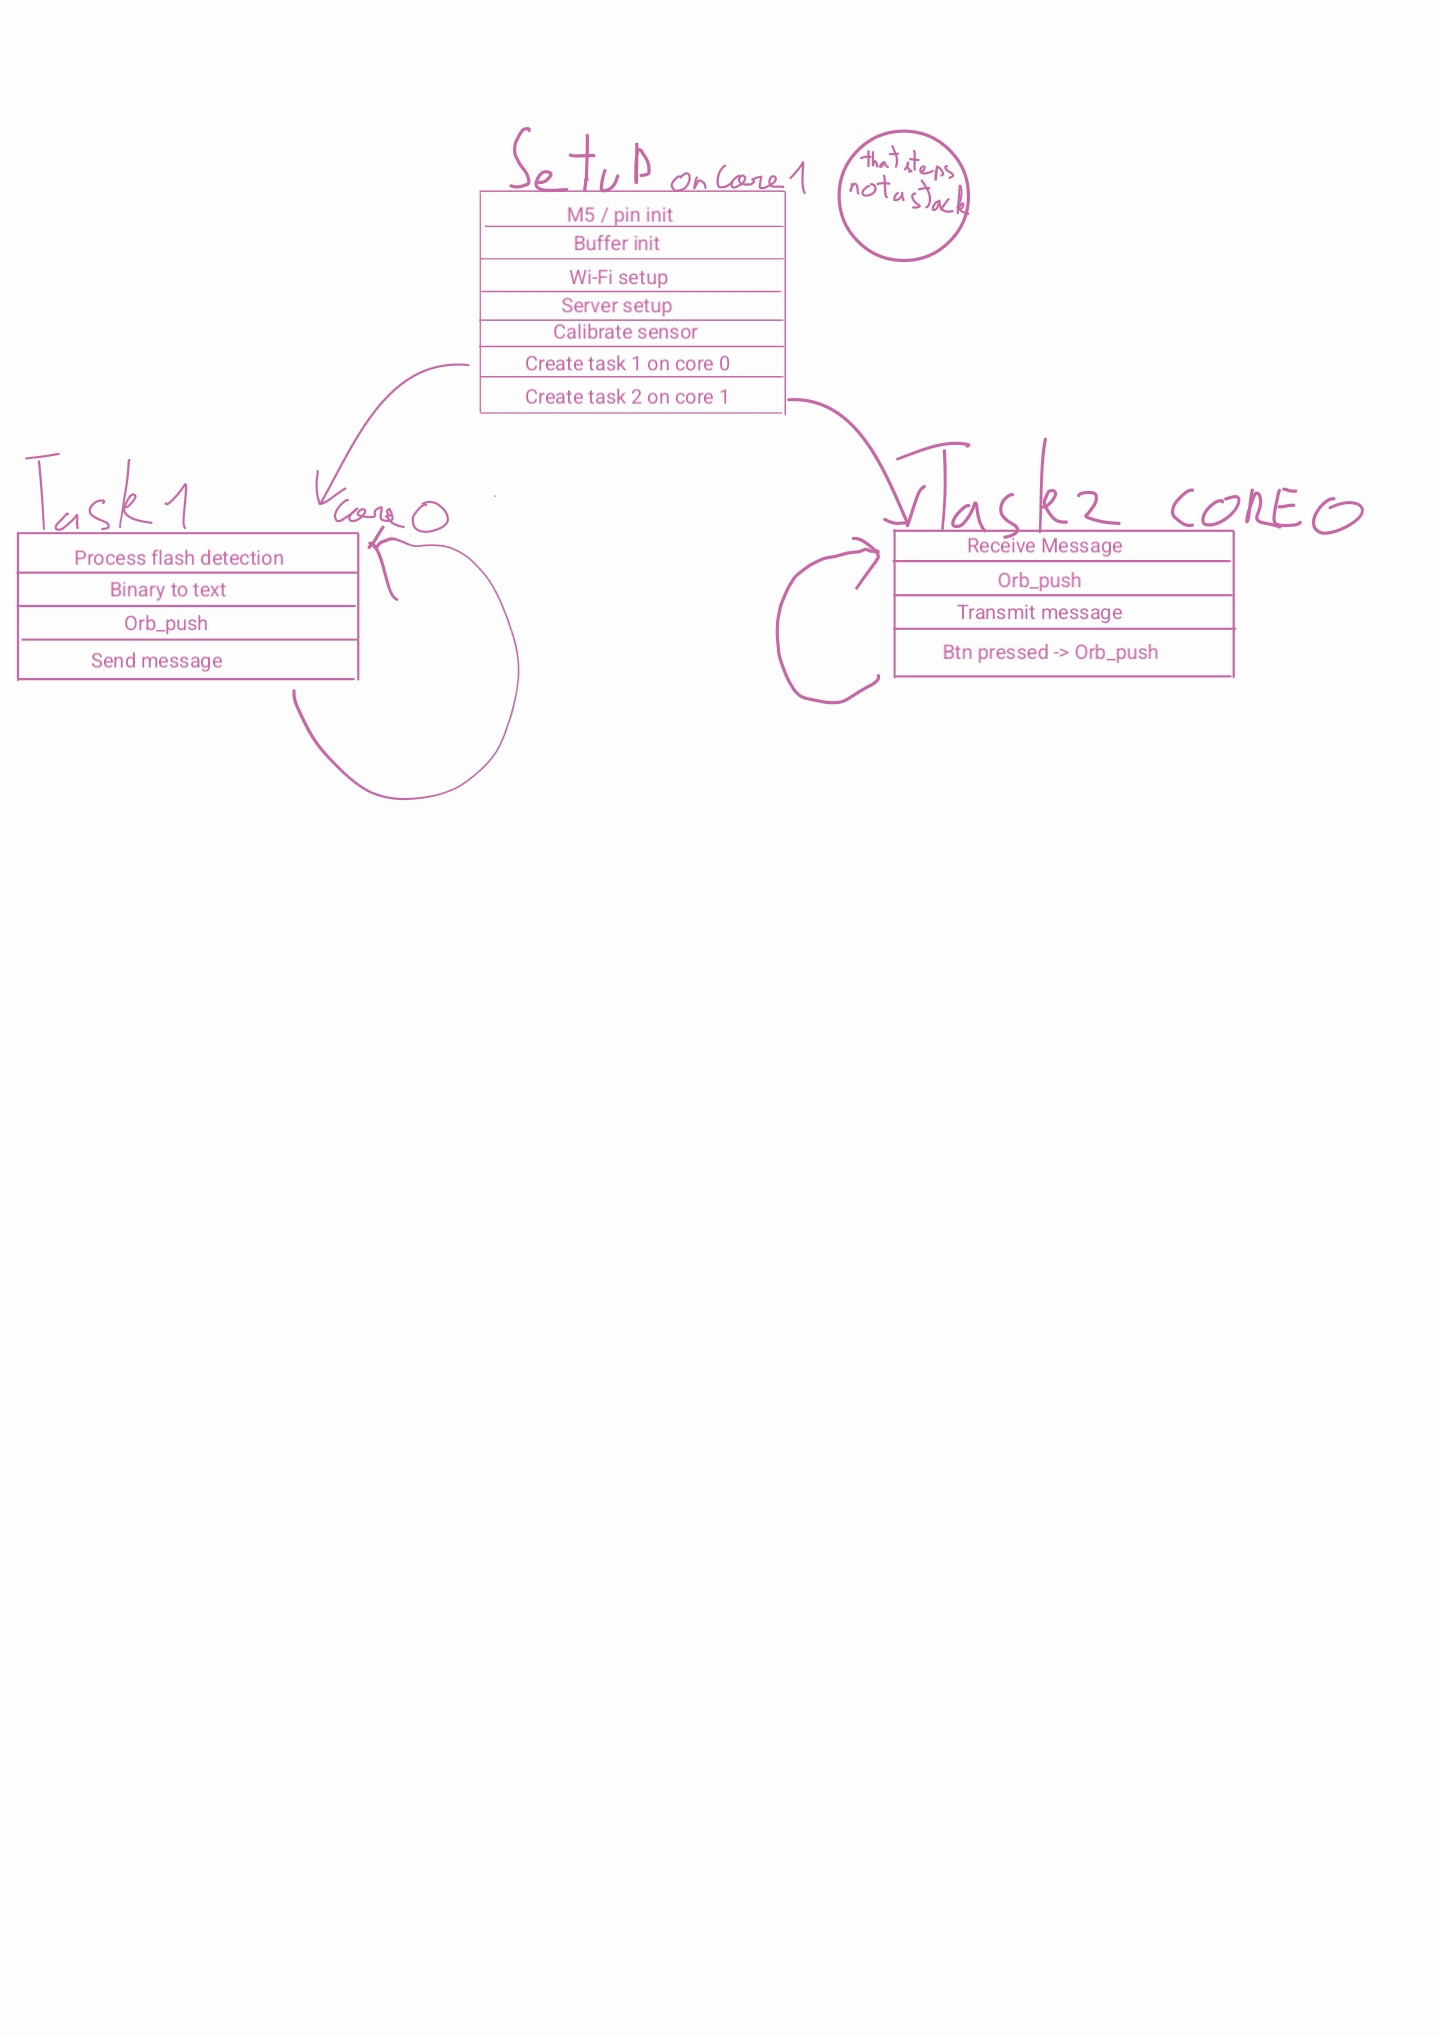 Setup on core 1
that steps
not a stack
M5 / pin init
Buffer init
Wi-Fi setup
Server setup
Calibrate sensor
Create task 1 on core 0
Create task 2 on core 1
Task 1 core 0
Process flash detection
Binary to text
Orb_push
Send message
Task 2 CORE 0
Receive Message
Orb_push
Transmit message
Btn pressed -> Orb_push